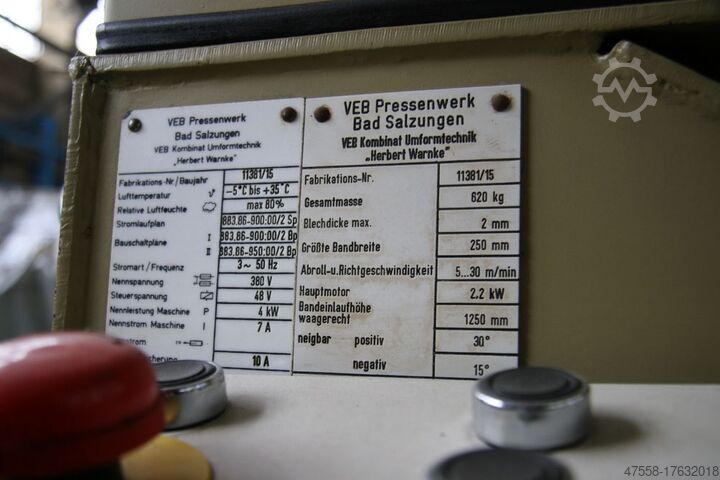 VEB Pressenwerk
Bad Salzungen
VEB Kombinat Umformtechnik
„Herbert Warnke"
Fabrikations-Nr/Baujahr 11381/15
Lufttemperatur ϑ –5°C bis +35°C
Relative Luftfeuchte max 80%
Stromlaufplan 883.86-900:00/2 Sp
Bauschaltpläne I 883.86-900:00/2 Bp
II 883.86-950:00/2 Bp
Stromart / Frequenz 3~ 50 Hz
Nennspannung 380 V
Steuerspannung 48 V
Nennleistung Maschine P 4 kW
Nennstrom Maschine I 7 A
10 A
VEB Pressenwerk
Bad Salzungen
VEB Kombinat Umformtechnik
„Herbert Warnke"
Fabrikations-Nr. 11381/15
Gesamtmasse 620 kg
Blechdicke max. 2 mm
Größte Bandbreite 250 mm
Abroll-u.Richtgeschwindigkeit 5...30 m/min
Hauptmotor 2.2 kW
Bandeinlaufhöhe
waagerecht 1250 mm
neigbar positiv 30°
negativ 15°
47558-17632018